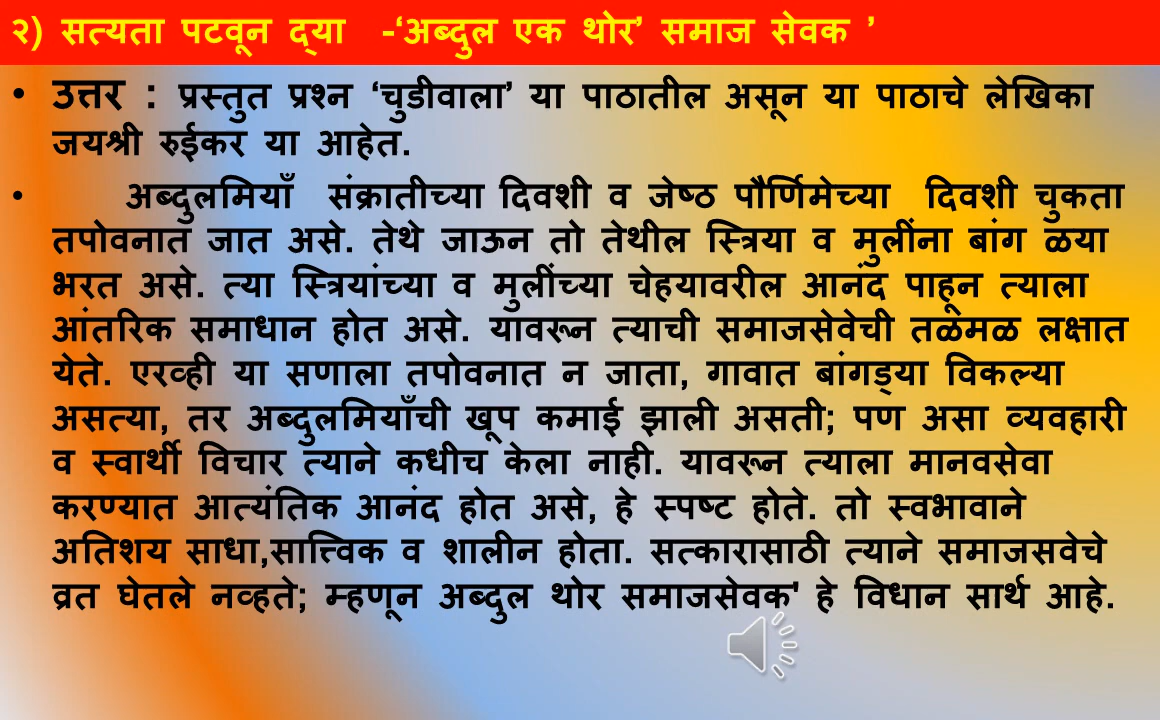 २) सत्यता पटवून द्‍या -‘अब्दुल एक थोर’ समाज सेवक ’
• उत्तर : प्रस्तुत प्रश्न ‘चुडीवाला’ या पाठातील असून या पाठाचे लेखिका
जयश्री रुईकर या आहेत.
• अब्दुलमियाँ संक्रातीच्या दिवशी व जेष्ठ पौर्णिमेच्या दिवशी चुकता
तपोवनात जात असे. तेथे जाऊन तो तेथील स्त्रिया व मुलींना बांग ळया
भरत असे. त्या स्त्रियांच्या व मुलींच्या चेहयावरील आनंद पाहून त्याला
आंतरिक समाधान होत असे. यावरून त्याची समाजसेवेची तळमळ लक्षात
येते. एरव्ही या सणाला तपोवनात न जाता, गावात बांगड्या विकल्या
असत्या, तर अब्दुलमियाँची खूप कमाई झाली असती; पण असा व्यवहारी
व स्वार्थी विचार त्याने कधीच केला नाही. यावरून त्याला मानवसेवा
करण्यात आत्यंतिक आनंद होत असे, हे स्पष्ट होते. तो स्वभावाने
अतिशय साधा,सात्त्विक व शालीन होता. सत्कारासाठी त्याने समाजसवेचे
व्रत घेतले नव्हते; म्हणून अब्दुल थोर समाजसेवक' हे विधान सार्थ आहे.